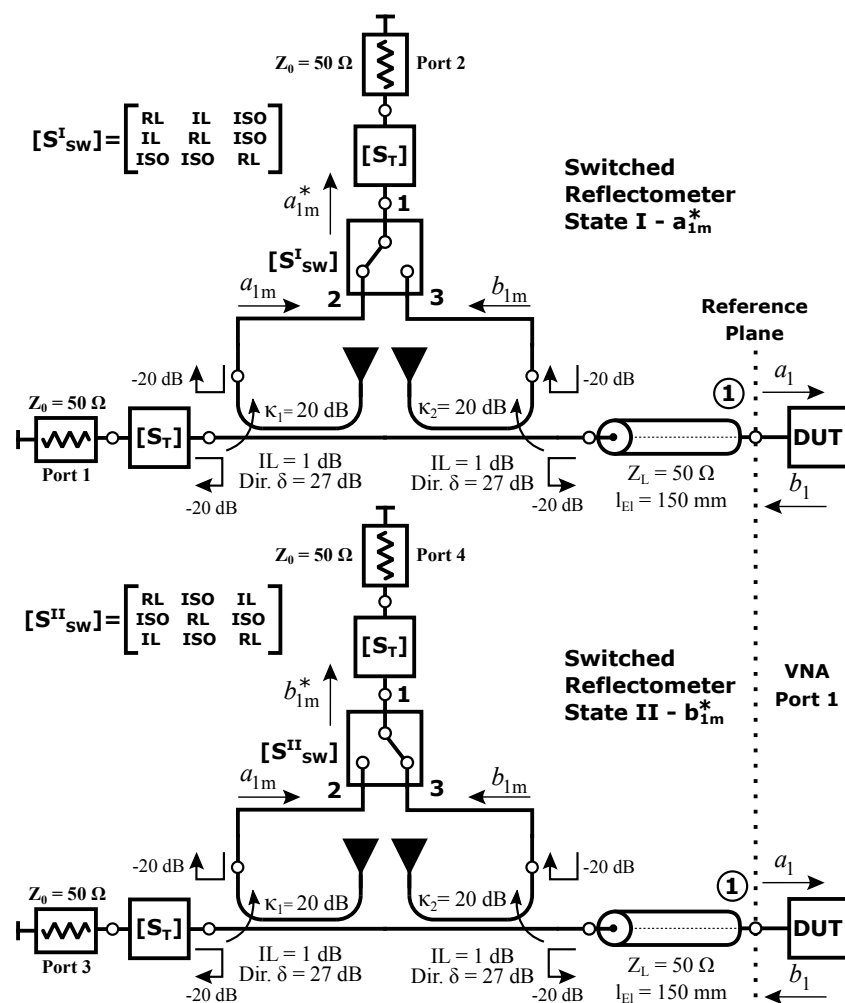 Z₀ = 50 Ω
Port 2
[Sᴵ_SW]=
RL IL ISO
IL RL ISO
ISO ISO RL
[S_T]
a*₁ₘ
1
Switched
Reflectometer
State I - a*₁ₘ
[Sᴵ_SW]
a₁ₘ
2
3
b₁ₘ
Reference
Plane
-20 dB
-20 dB
Z₀ = 50 Ω
κ₁= 20 dB
κ₂= 20 dB
①
a₁
[S_T]
DUT
Port 1
IL = 1 dB
Dir. δ = 27 dB
IL = 1 dB
Dir. δ = 27 dB
Z_L = 50 Ω
l_El = 150 mm
b₁
-20 dB
-20 dB
Z₀ = 50 Ω
Port 4
[Sᴵᴵ_SW]=
RL ISO IL
ISO RL ISO
IL ISO RL
[S_T]
b*₁ₘ
1
Switched
Reflectometer
State II - b*₁ₘ
VNA
Port 1
[Sᴵᴵ_SW]
a₁ₘ
2
3
b₁ₘ
-20 dB
-20 dB
Z₀ = 50 Ω
κ₁= 20 dB
κ₂= 20 dB
①
a₁
[S_T]
DUT
Port 3
IL = 1 dB
Dir. δ = 27 dB
IL = 1 dB
Dir. δ = 27 dB
Z_L = 50 Ω
l_El = 150 mm
b₁
-20 dB
-20 dB